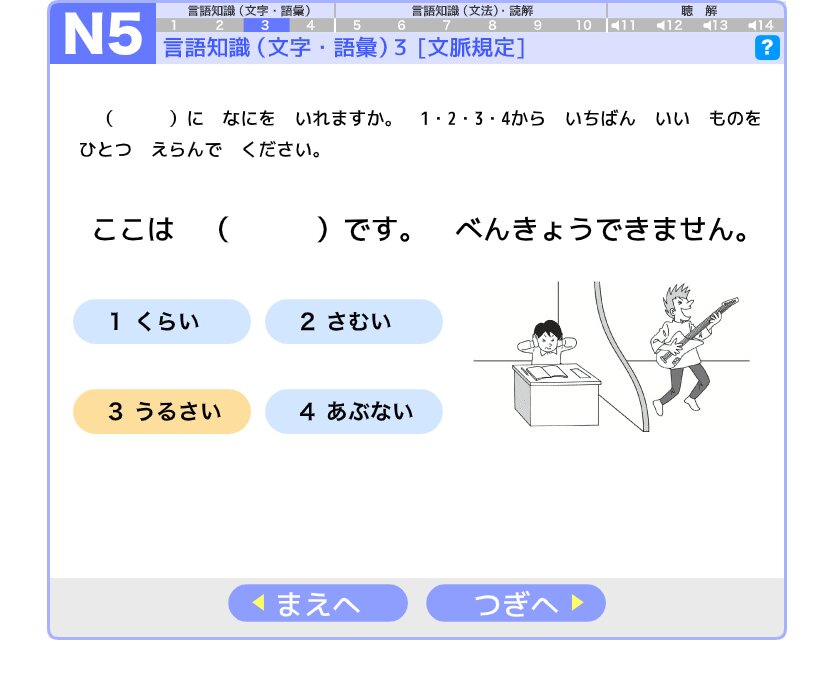 N5
言語知識（文字・語彙） 言語知識（文法）・読解 聴 解
1 2 3 4 5 6 7 8 9 10 11 12 13 14
言語知識（文字・語彙）3 [文脈規定]
?
（　　　）に　なにを　いれますか。　1・2・3・4から　いちばん　いい　ものを
ひとつ　えらんで　ください。
ここは　（　　　）です。　べんきょうできません。
1 くらい 2 さむい
3 うるさい 4 あぶない
まえへ つぎへ